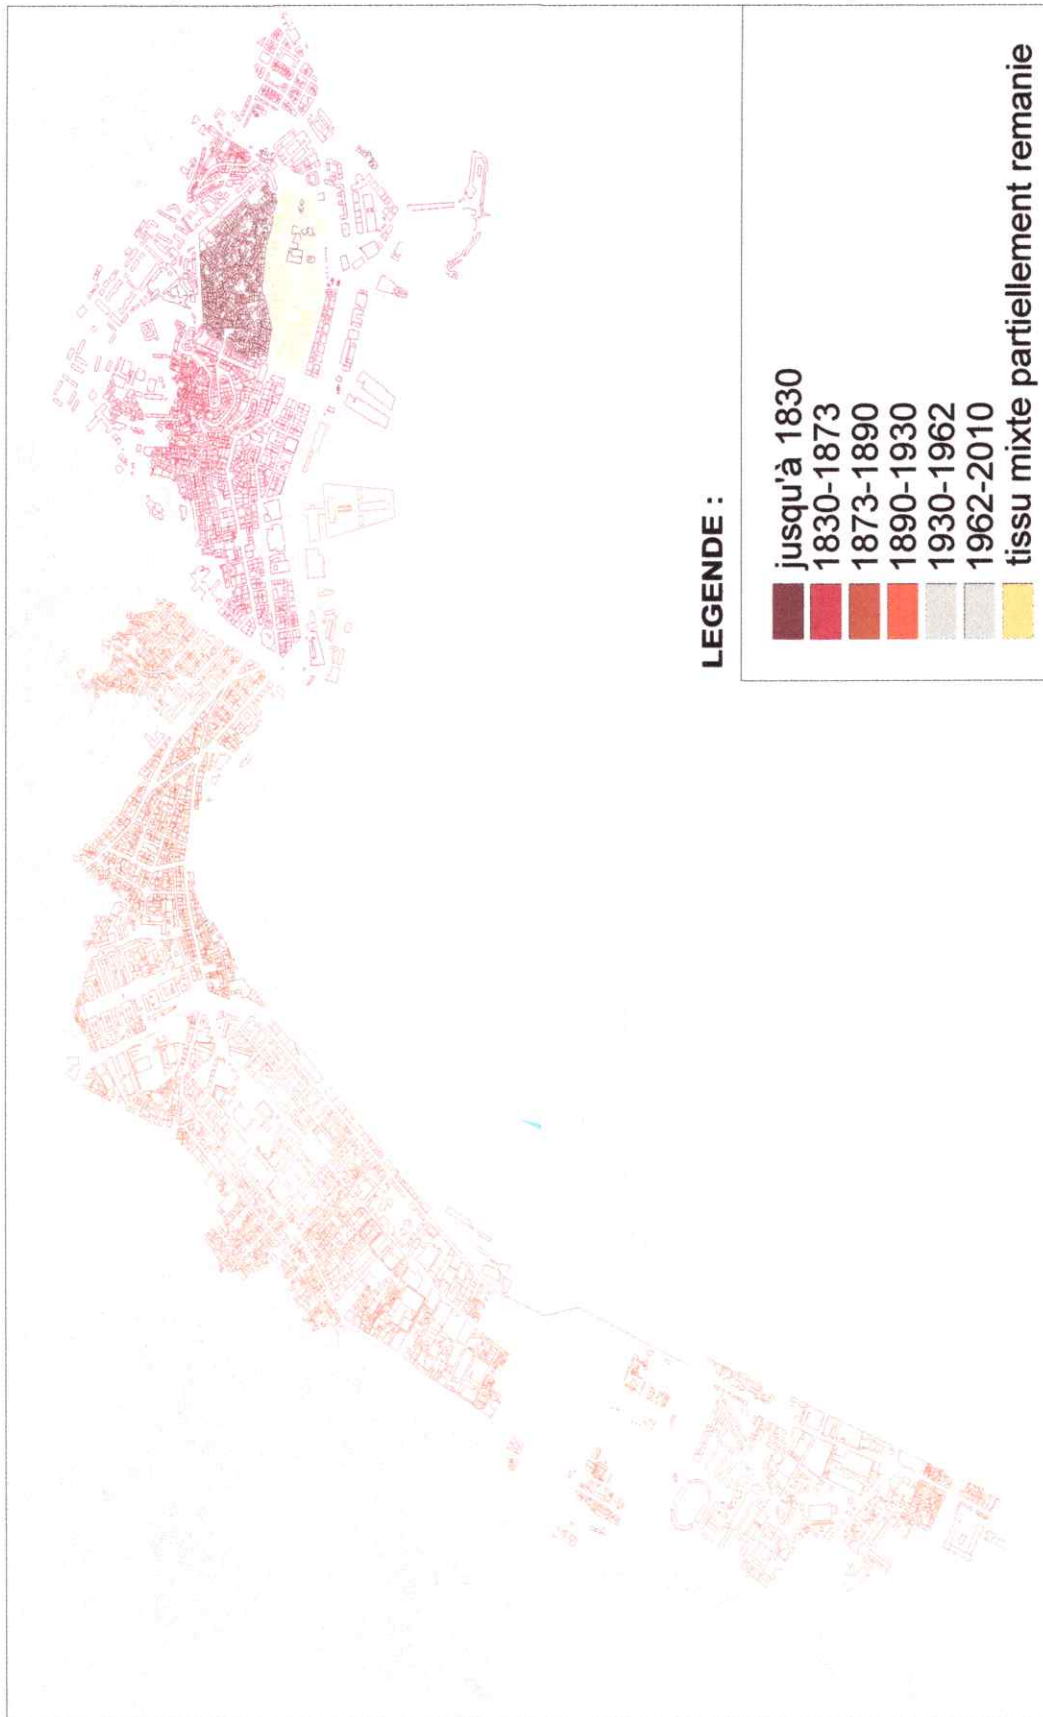 LEGENDE :
jusqu'à 1830
1830-1873
1873-1890
1890-1930
1930-1962
1962-2010
tissu mixte partiellement remanie